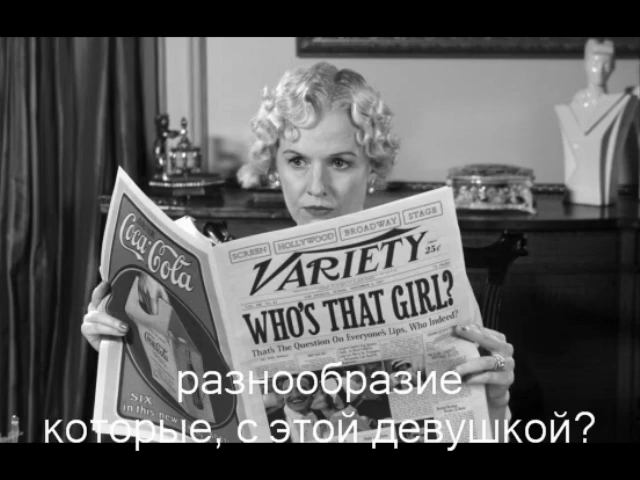 SCREEN HOLLYWOOD BROADWAY STAGE
VARIETY
25¢
WHO'S THAT GIRL?
That's The Question On Everyone's Lips, Who Indeed?
Coca-Cola
SIX
in this new
разнообразие
которые, с этой девушкой?